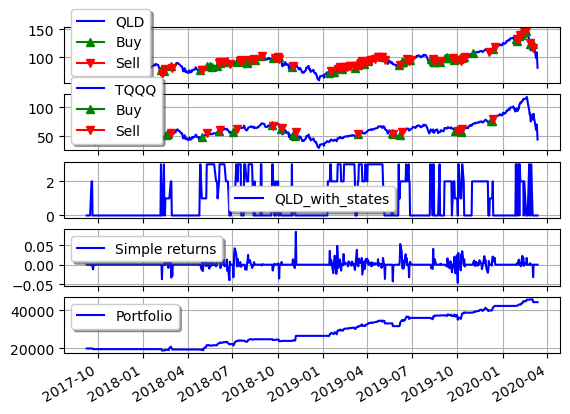 QLD
Buy
Sell
150
100
TQQQ
Buy
Sell
100
50
QLD_with_states
2
0
Simple returns
0.05
0.00
−0.05
Portfolio
40000
20000
2017-10
2018-01
2018-04
2018-07
2018-10
2019-01
2019-04
2019-07
2019-10
2020-01
2020-04